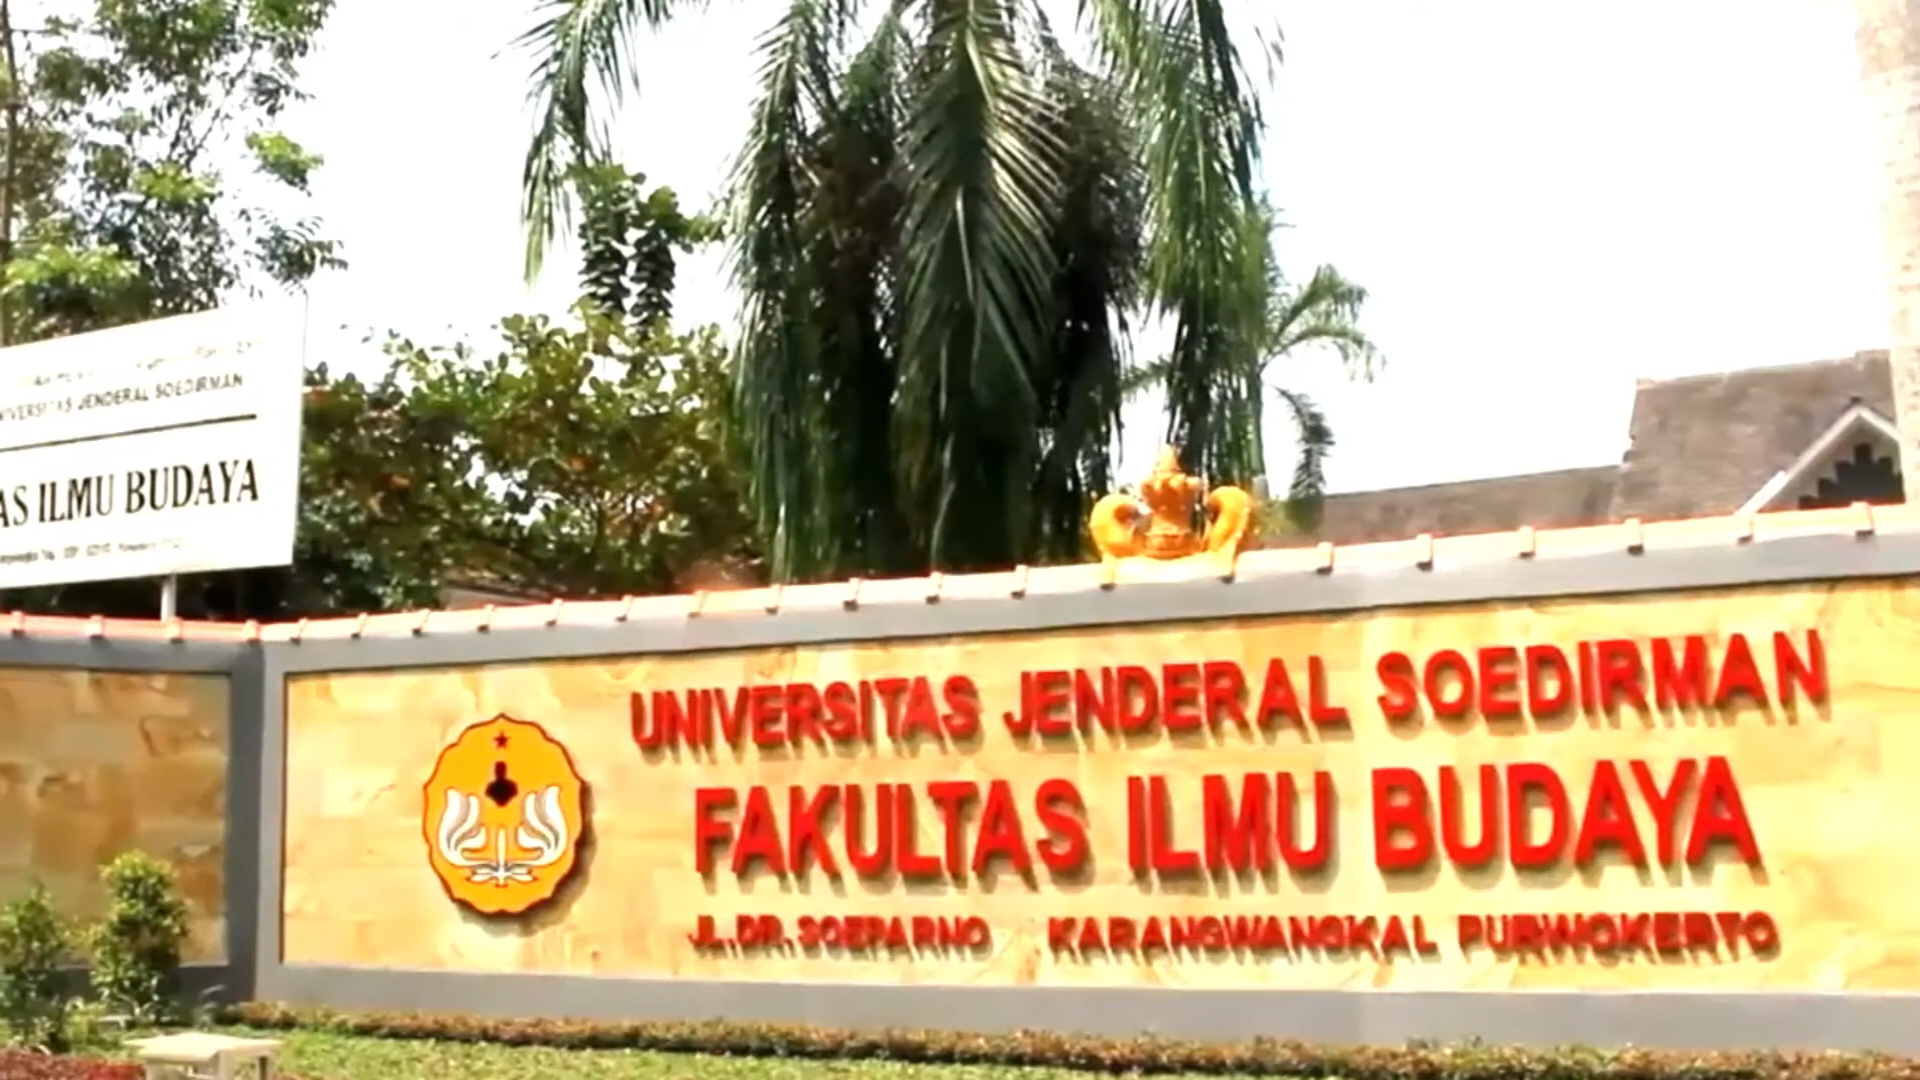 UNIVERSITAS JENDERAL SOEDIRMAN
AS ILMU BUDAYA
UNIVERSITAS JENDERAL SOEDIRMAN
FAKULTAS ILMU BUDAYA
JL.DR.SOEPARNO KARANGWANGKAL PURWOKERTO